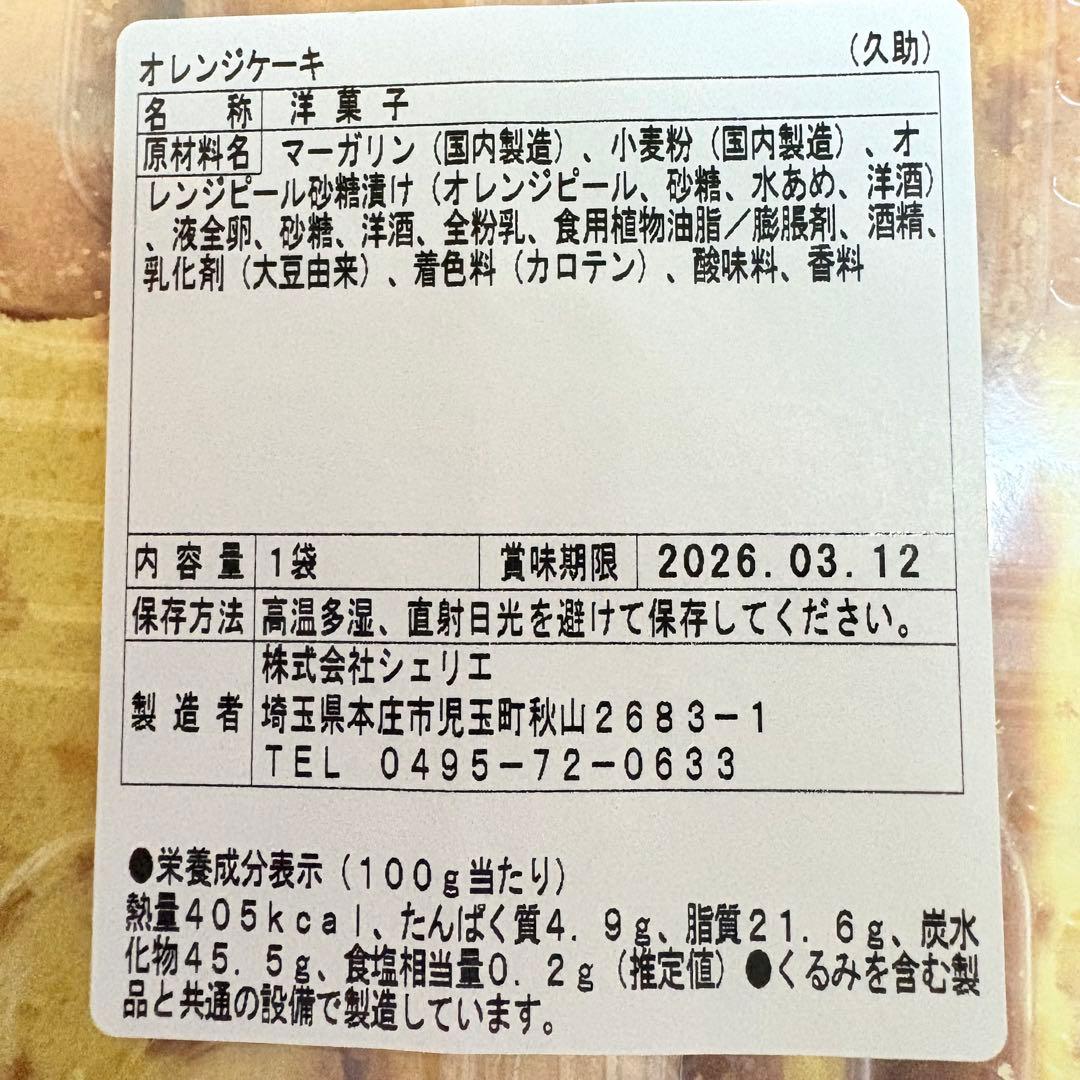 オレンジケーキ (久助)
名称 洋菓子
原材料名 マーガリン(国内製造)、小麦粉(国内製造)、オ
レンジピール砂糖漬け(オレンジピール、砂糖、水あめ、洋酒)
、液全卵、砂糖、洋酒、全粉乳、食用植物油脂/膨脹剤、酒精、
乳化剤(大豆由来)、着色料(カロテン)、酸味料、香料
内容量 1袋 賞味期限 2026.03.12
保存方法 高温多湿、直射日光を避けて保存してください。
製造者 株式会社シェリエ
埼玉県本庄市児玉町秋山2683-1
TEL 0495-72-0633
●栄養成分表示(100g当たり)
熱量405kcal、たんぱく質4.9g、脂質21.6g、炭水
化物45.5g、食塩相当量0.2g(推定値)●くるみを含む製
品と共通の設備で製造しています。